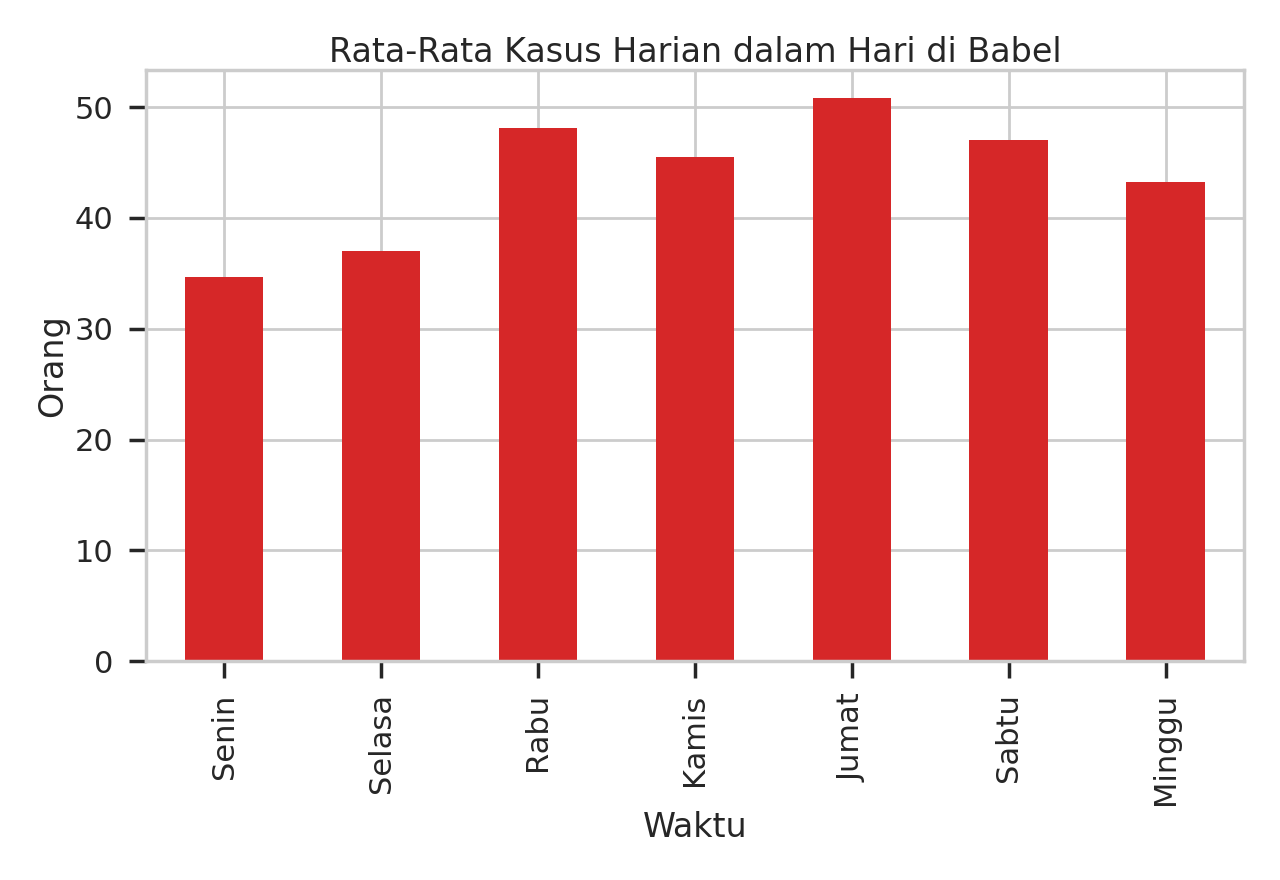 Rata-Rata Kasus Harian dalam Hari di Babel
50
40
30
20
10
0
Orang
Senin
Selasa
Rabu
Kamis
Jumat
Sabtu
Minggu
Waktu